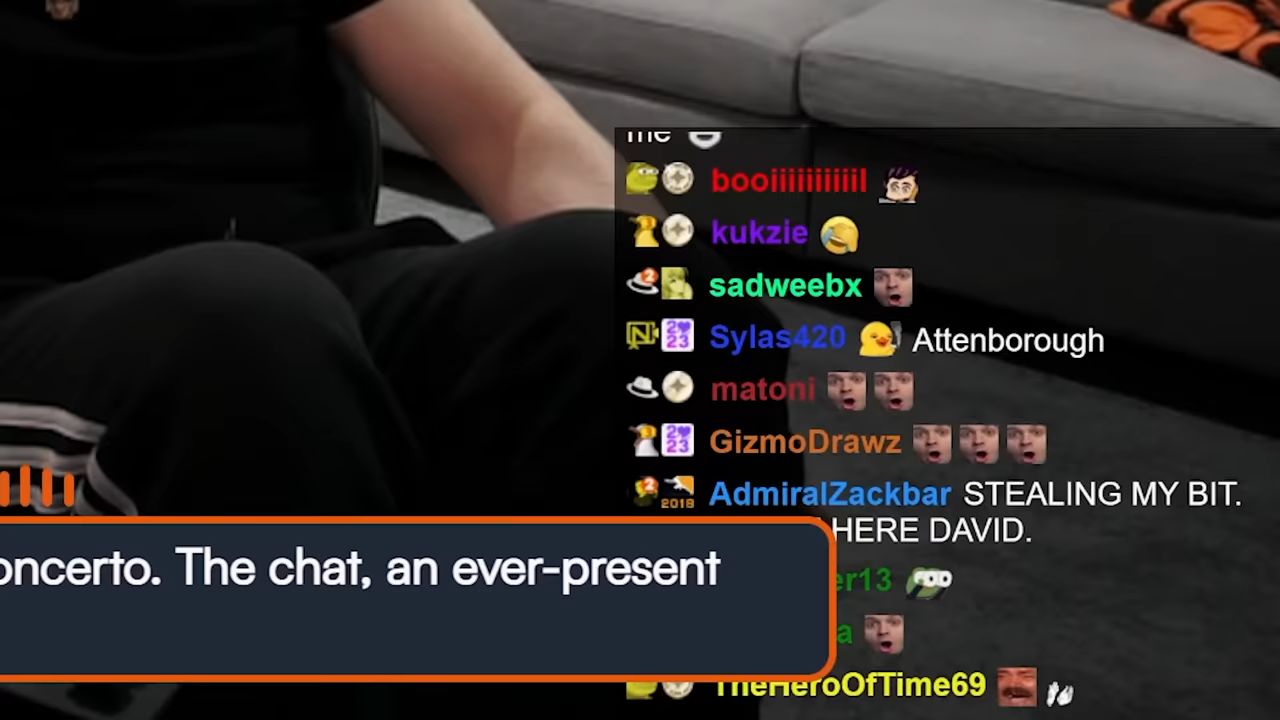 me
booiiiiiiiiiiil
kukzie
sadweebx
Sylas420 Attenborough
matoni
GizmoDrawz
AdmiralZackbar STEALING MY BIT.
HERE DAVID.
oncerto. The chat, an ever-present
er13
a
TheHeroOfTime69
2018